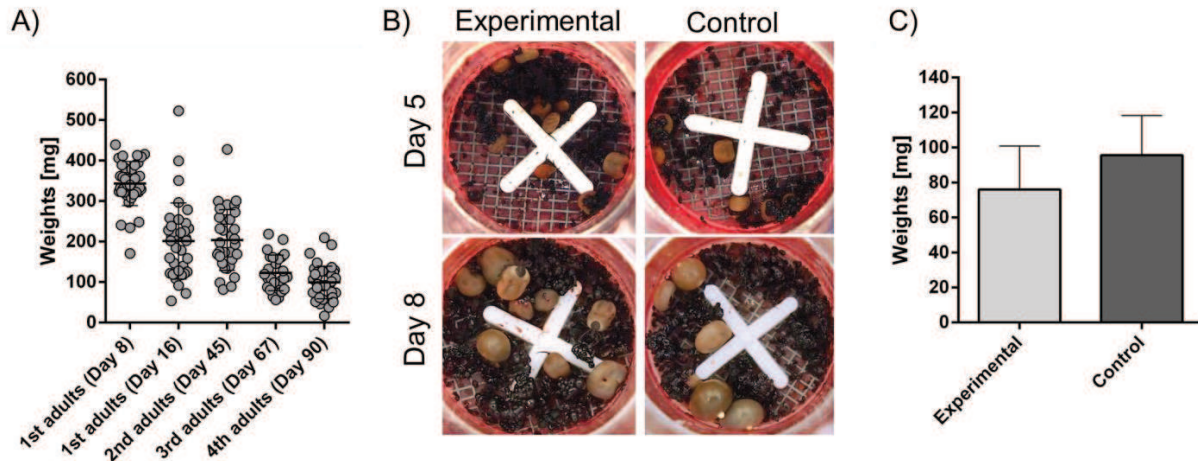 A)
Weights [mg]
600
500
400
300
200
100
0
1st adults (Day 8)
1st adults (Day 16)
2nd adults (Day 45)
3rd adults (Day 67)
4th adults (Day 90)
B)
Experimental
Control
Day 5
Day 8
C)
Weights [mg]
140
120
100
80
60
40
20
0
Experimental
Control